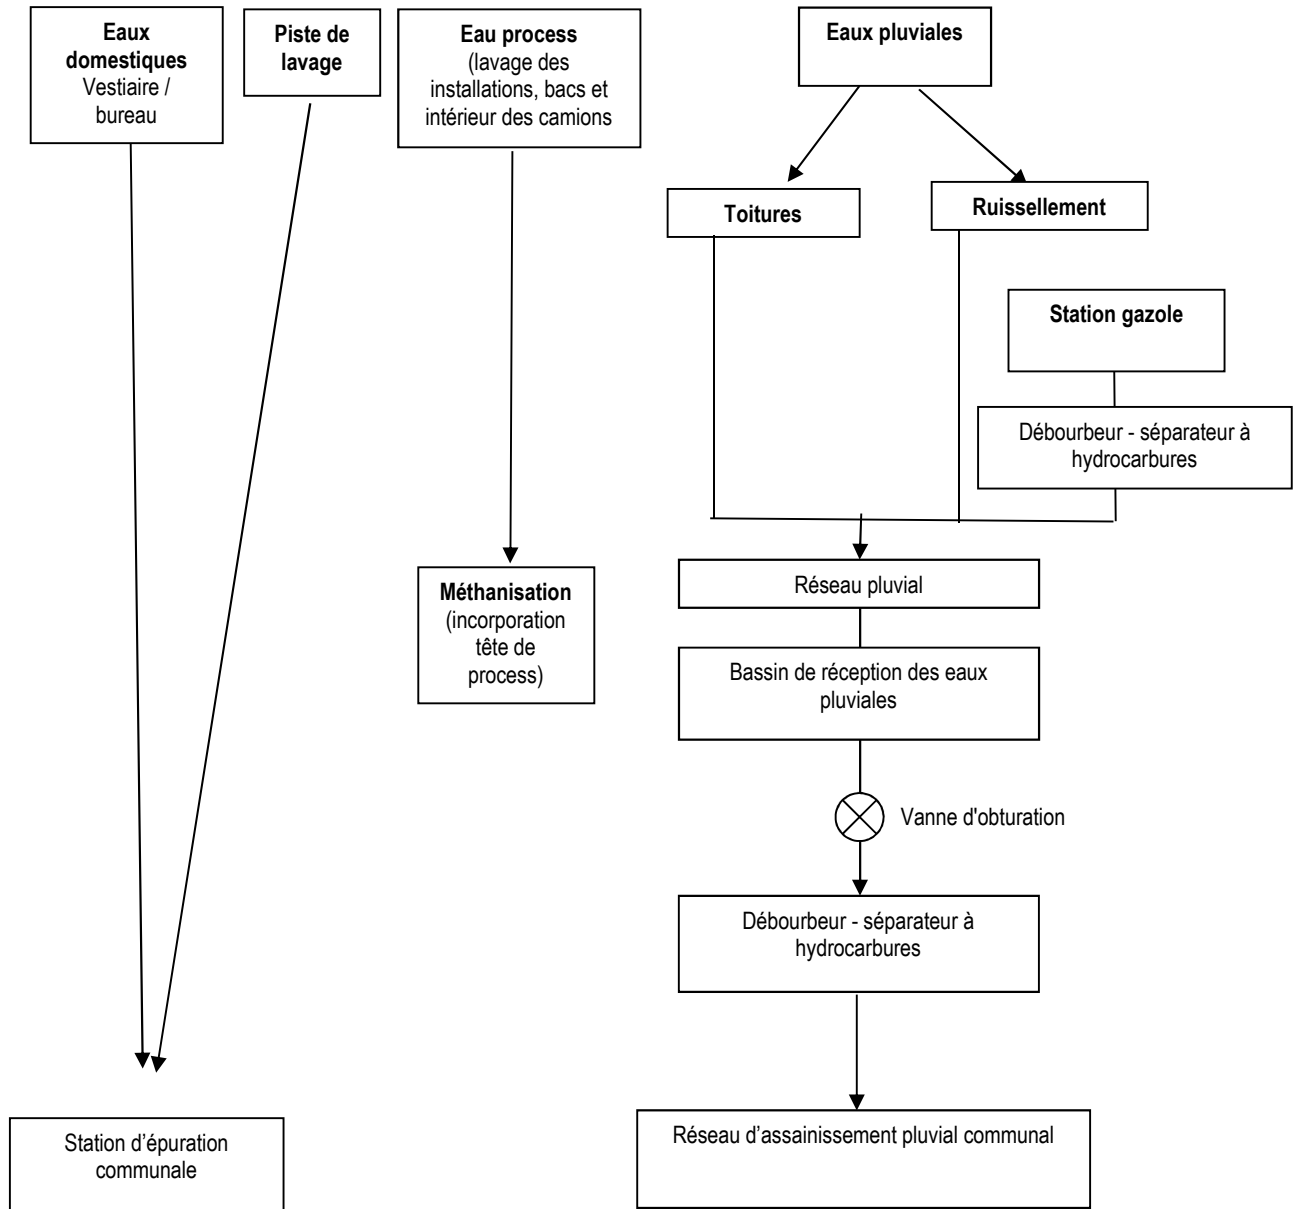 Eaux
domestiques
Vestiaire /
bureau
Piste de
lavage
Eau process
(lavage des
installations, bacs et
intérieur des camions
Eaux pluviales
Toitures
Ruissellement
Station gazole
Débourbeur - séparateur à
hydrocarbures
Méthanisation
(incorporation
tête de
process)
Réseau pluvial
Bassin de réception des eaux
pluviales
Vanne d'obturation
Débourbeur - séparateur à
hydrocarbures
Station d’épuration
communale
Réseau d’assainissement pluvial communal